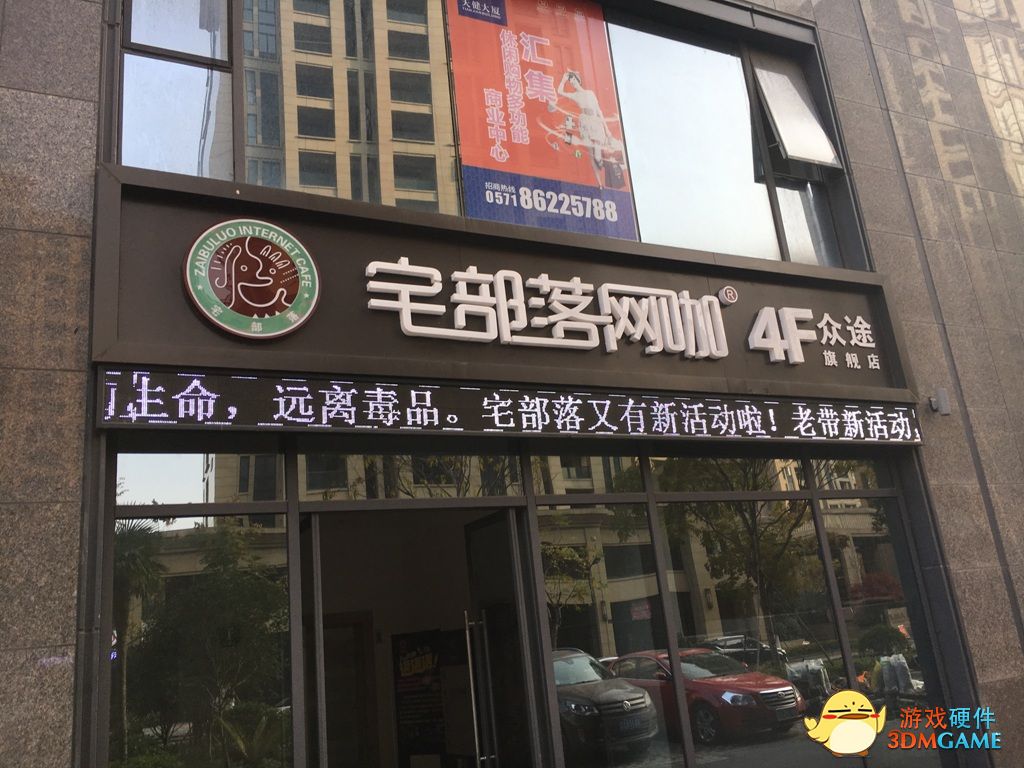 天健大厦
汇集
休闲购物多功能
商业中心
招商热线
0571 86225788
ZAIBULUO INTERNET CAFE
宅部落
宅部落网咖® 4F 众途
旗舰店
生命，远离毒品。宅部落又有新活动啦！老带新活动
游戏硬件
3DMGAME